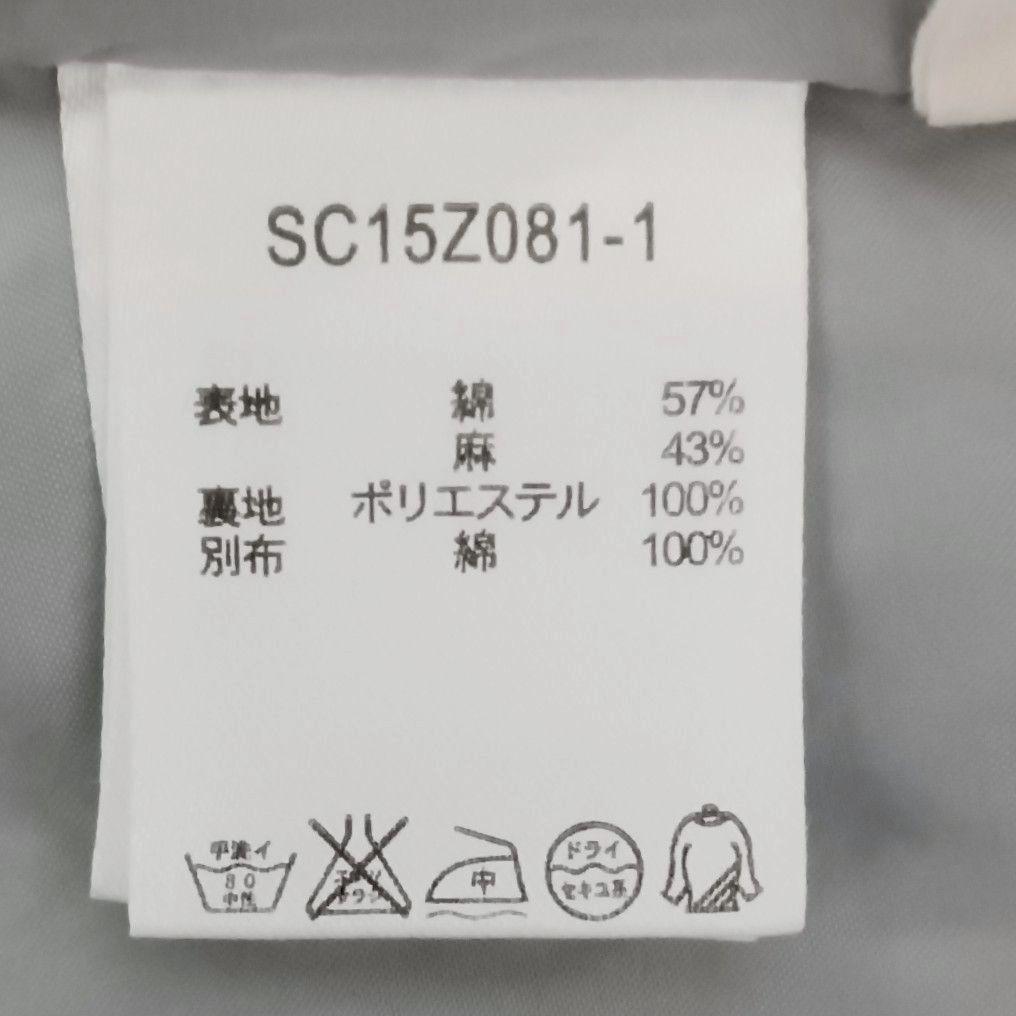 SC15Z081-1
表地 綿 57%
麻 43%
裏地 ポリエステル 100%
別布 綿 100%
手洗イ
中性
中
ドライ
セキユ系